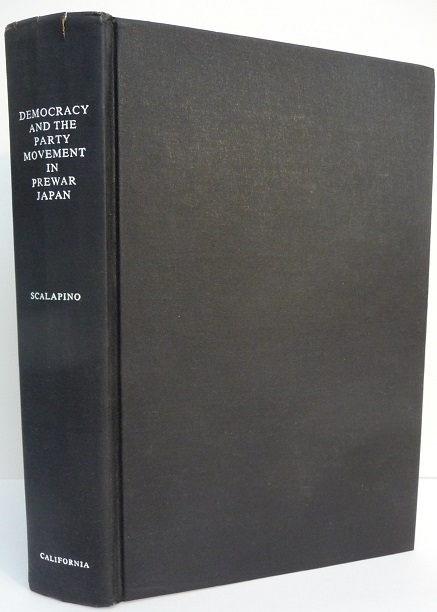 DEMOCRACY
AND THE
PARTY
MOVEMENT
IN
PREWAR
JAPAN
SCALAPINO
CALIFORNIA